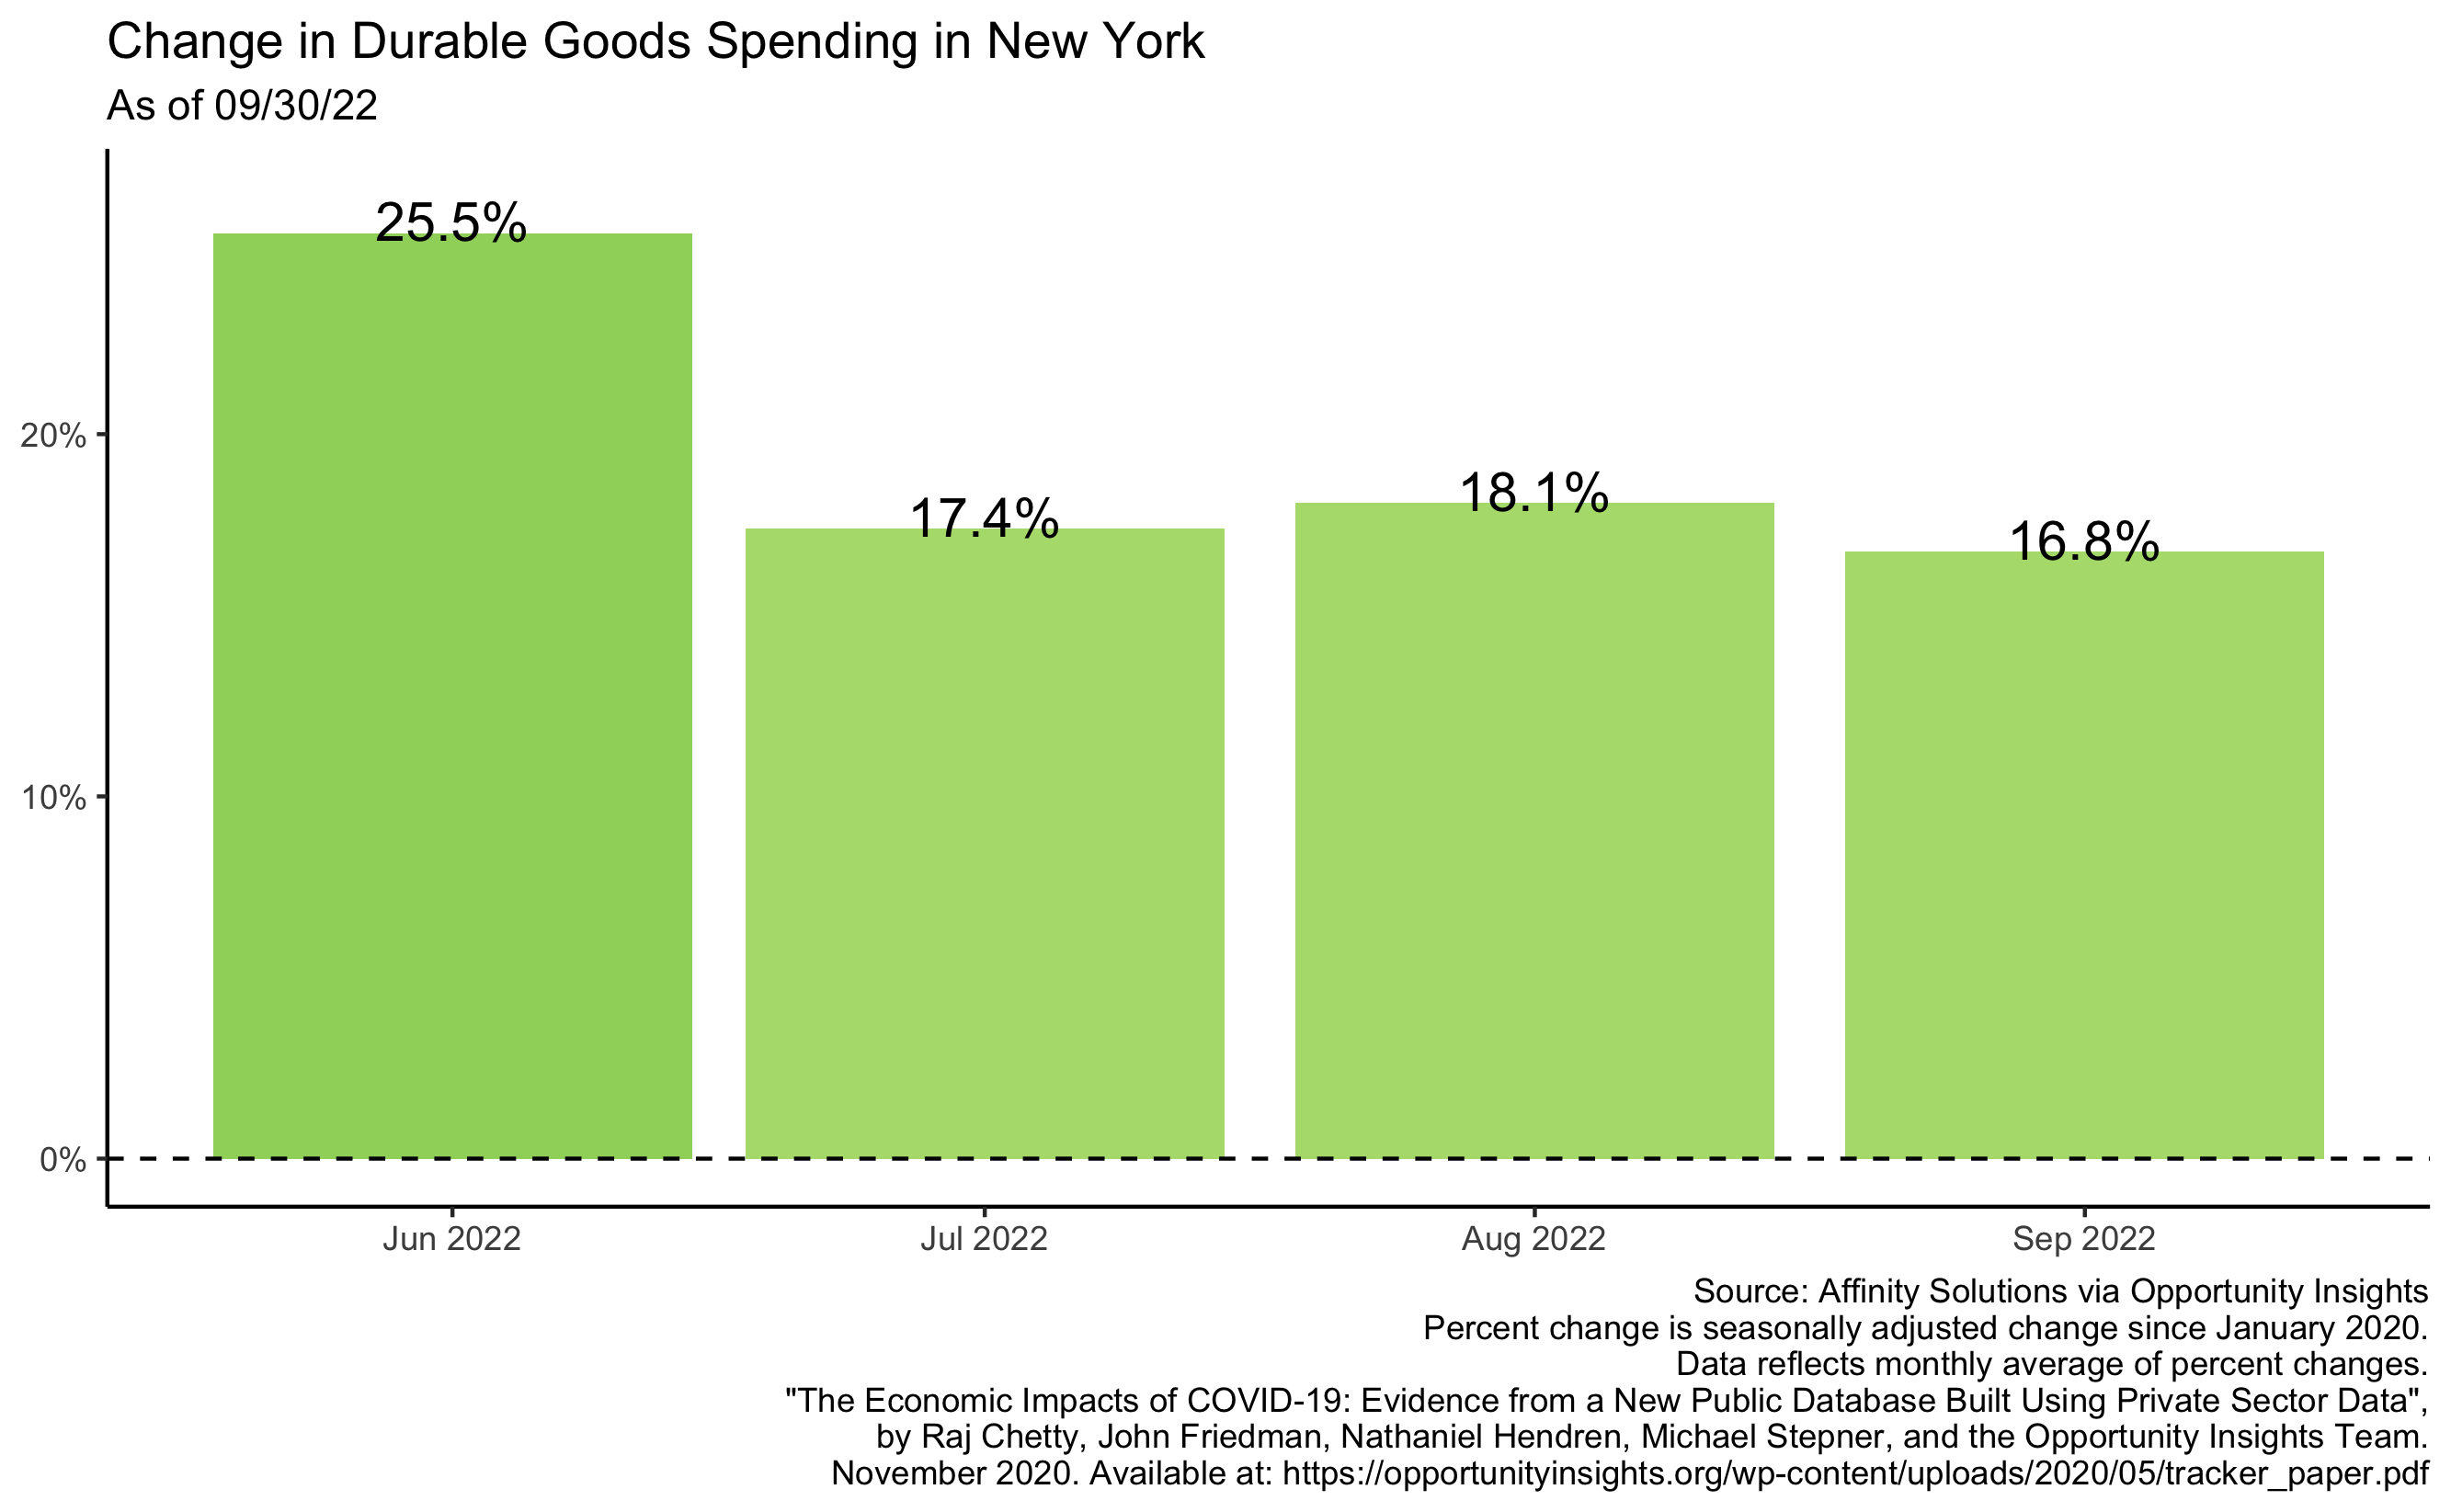 Change in Durable Goods Spending in New York
As of 09/30/22
25.5%
17.4%
18.1%
16.8%
20%
10%
0%
Jun 2022
Jul 2022
Aug 2022
Sep 2022
Source: Affinity Solutions via Opportunity Insights
Percent change is seasonally adjusted change since January 2020.
Data reflects monthly average of percent changes.
"The Economic Impacts of COVID-19: Evidence from a New Public Database Built Using Private Sector Data",
by Raj Chetty, John Friedman, Nathaniel Hendren, Michael Stepner, and the Opportunity Insights Team.
November 2020. Available at: https://opportunityinsights.org/wp-content/uploads/2020/05/tracker_paper.pdf